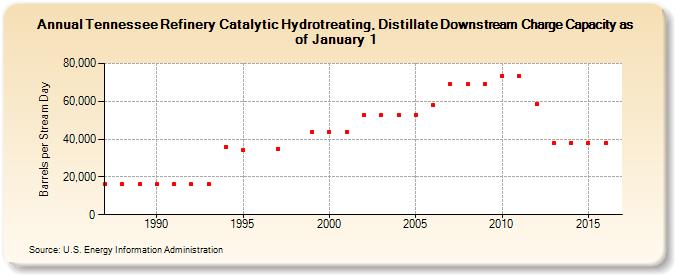 Annual Tennessee Refinery Catalytic Hydrotreating, Distillate Downstream Charge Capacity as
of January 1
Barrels per Stream Day
80,000
60,000
40,000
20,000
0
1990
1995
2000
2005
2010
2015
Source: U.S. Energy Information Administration